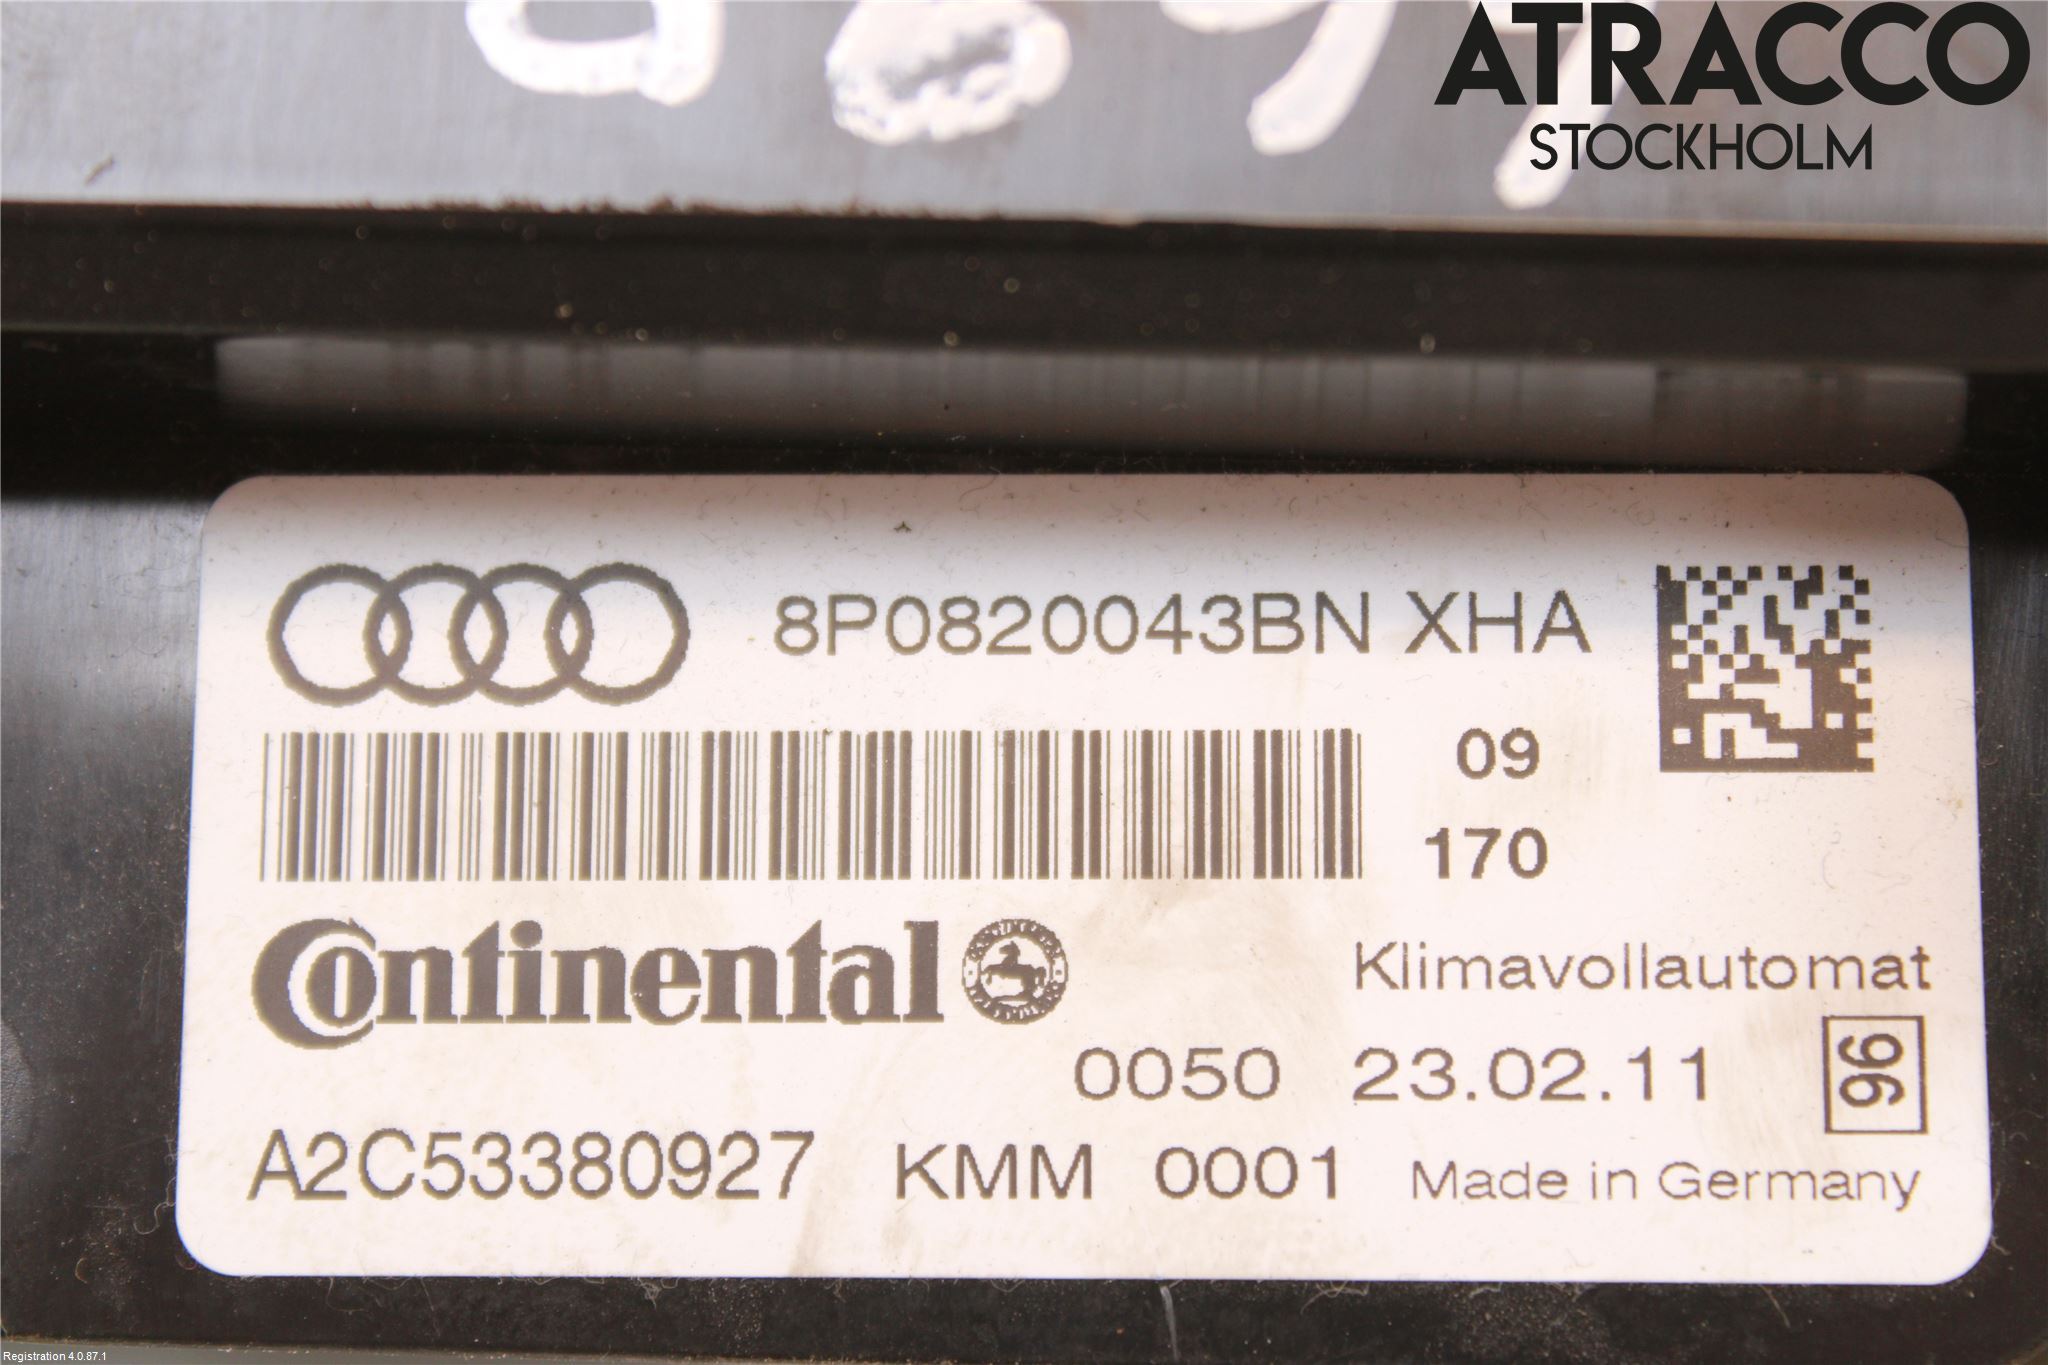 ATRACCO
STOCKHOLM
8P0820043BN XHA
09
170
Continental
Klimavollautomat
0050 23.02.11
96
A2C53380927 KMM 0001 Made in Germany
Registration 4.0.87.1